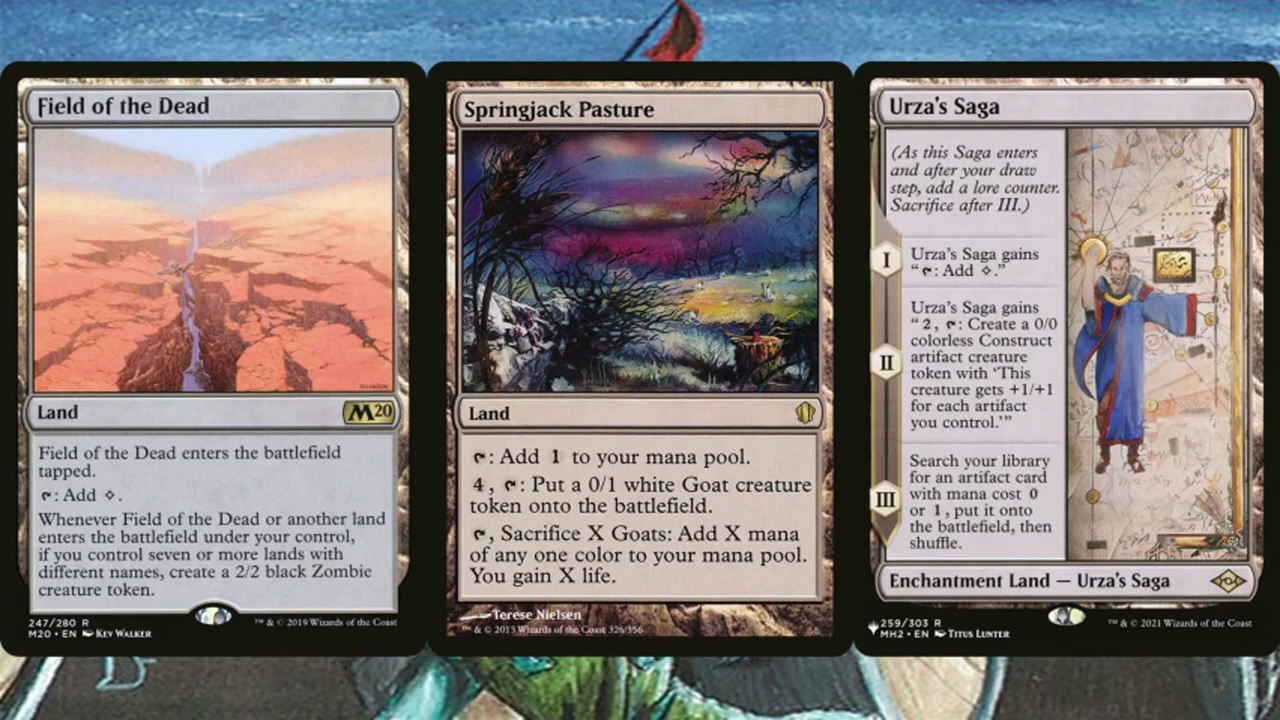 Field of the Dead
Land
M20
Field of the Dead enters the battlefield
tapped.
: Add .
Whenever Field of the Dead or another land
enters the battlefield under your control,
if you control seven or more lands with
different names, create a 2/2 black Zombie
creature token.
247/280 R
M20 • EN Kev Walker
™ & © 2019 Wizards of the Coast
Springjack Pasture
Land
: Add 1 to your mana pool.
4, : Put a 0/1 white Goat creature
token onto the battlefield.
, Sacrifice X Goats: Add X mana
of any one color to your mana pool.
You gain X life.
Terese Nielsen
™ & © 2013 Wizards of the Coast 326/356
Urza's Saga
(As this Saga enters
and after your draw
step, add a lore counter.
Sacrifice after III.)
I
Urza's Saga gains
“: Add .”
II
Urza's Saga gains
“2, : Create a 0/0
colorless Construct
artifact creature
token with ‘This
creature gets +1/+1
for each artifact
you control.’”
III
Search your library
for an artifact card
with mana cost 0
or 1, put it onto
the battlefield, then
shuffle.
Enchantment Land — Urza's Saga
259/303 R
MH2 • EN Titus Lunter
™ & © 2021 Wizards of the Coast